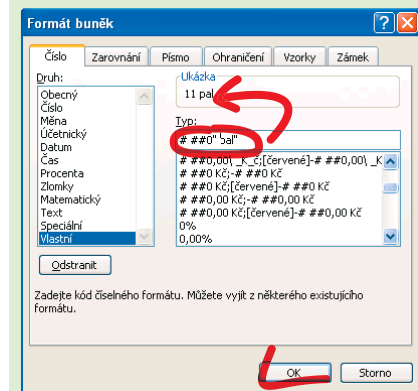 Formát buněk
Číslo Zarovnání Písmo Ohraničení Vzorky Zámek
Druh:
Obecný
Číslo
Měna
Účetnický
Datum
Čas
Procenta
Zlomky
Matematický
Text
Speciální
Vlastní
Ukázka
11 pal
Typ:
# ##0" pal"
# ##0,00\ _K_č;[červené]-# ##0,00\ _K
# ##0 Kč;-# ##0 Kč
# ##0 Kč;[červené]-# ##0 Kč
# ##0,00 Kč;-# ##0,00 Kč
# ##0,00 Kč;[červené]-# ##0,00 Kč
0%
0,00%
Odstranit
Zadejte kód číselného formátu. Můžete vyjít z některého existujícího
formátu.
OK Storno